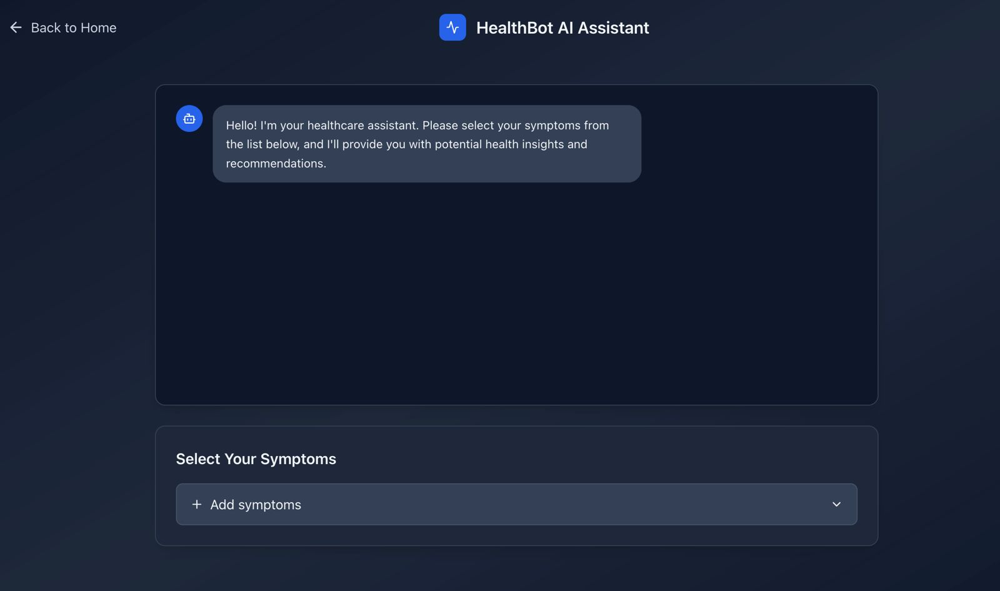 Back to Home
HealthBot AI Assistant
Hello! I'm your healthcare assistant. Please select your symptoms from
the list below, and I'll provide you with potential health insights and
recommendations.
Select Your Symptoms
Add symptoms